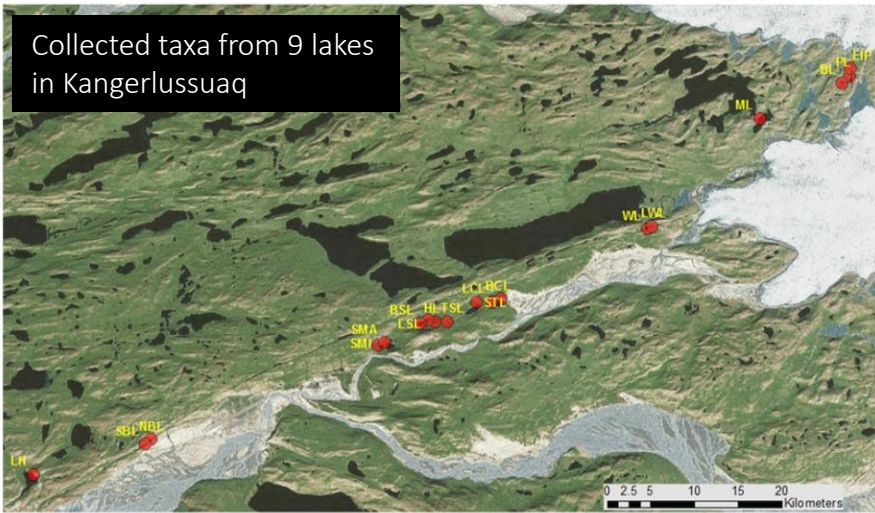 Collected taxa from 9 lakes
in Kangerlussuaq
EIP
PL
BL
ML
WL LWL
LCL BCL
STL
BSL HL TSL
LSL
SMA
SMI
SBL NBL
LH
0 2.5 5 10 15 20
Kilometers